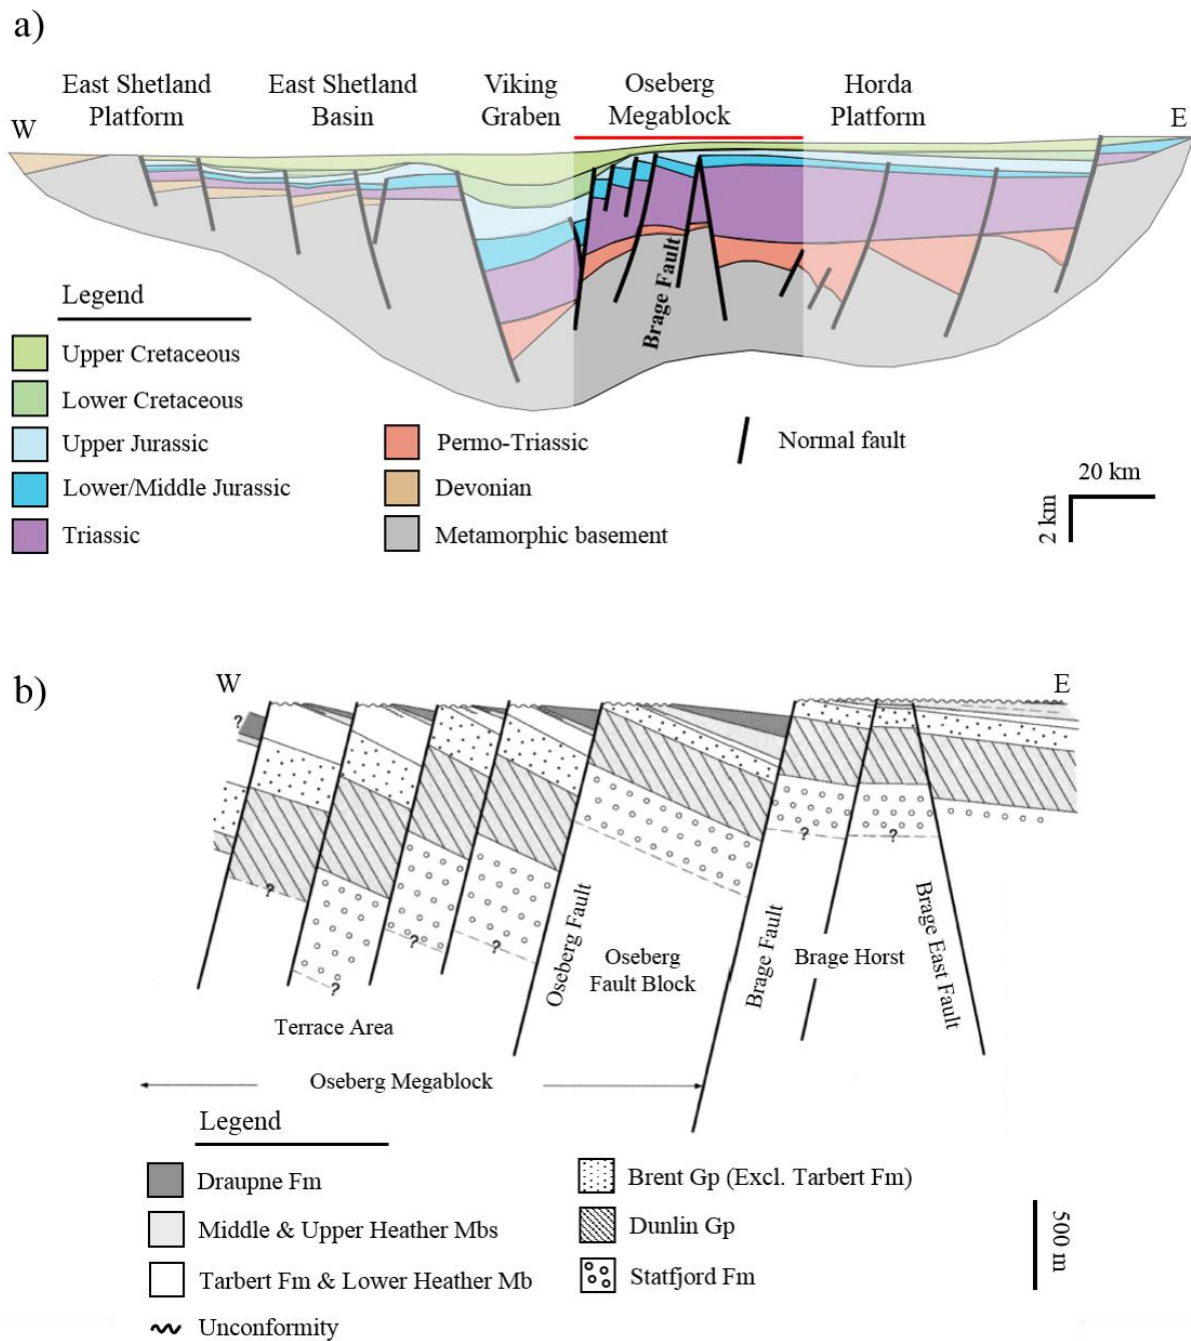 a)
East Shetland
Platform
East Shetland
Basin
Viking
Graben
Oseberg
Megablock
Horda
Platform
W
E
Brage Fault
Legend
Upper Cretaceous
Lower Cretaceous
Upper Jurassic
Lower/Middle Jurassic
Triassic
Permo-Triassic
Devonian
Metamorphic basement
Normal fault
20 km
2 km
b)
W
E
?
?
?
?
?
?
?
Oseberg Fault
Oseberg
Fault Block
Brage Fault
Brage Horst
Brage East Fault
Terrace Area
Oseberg Megablock
Legend
Draupne Fm
Middle & Upper Heather Mbs
Tarbert Fm & Lower Heather Mb
Unconformity
Brent Gp (Excl. Tarbert Fm)
Dunlin Gp
Statfjord Fm
500 m